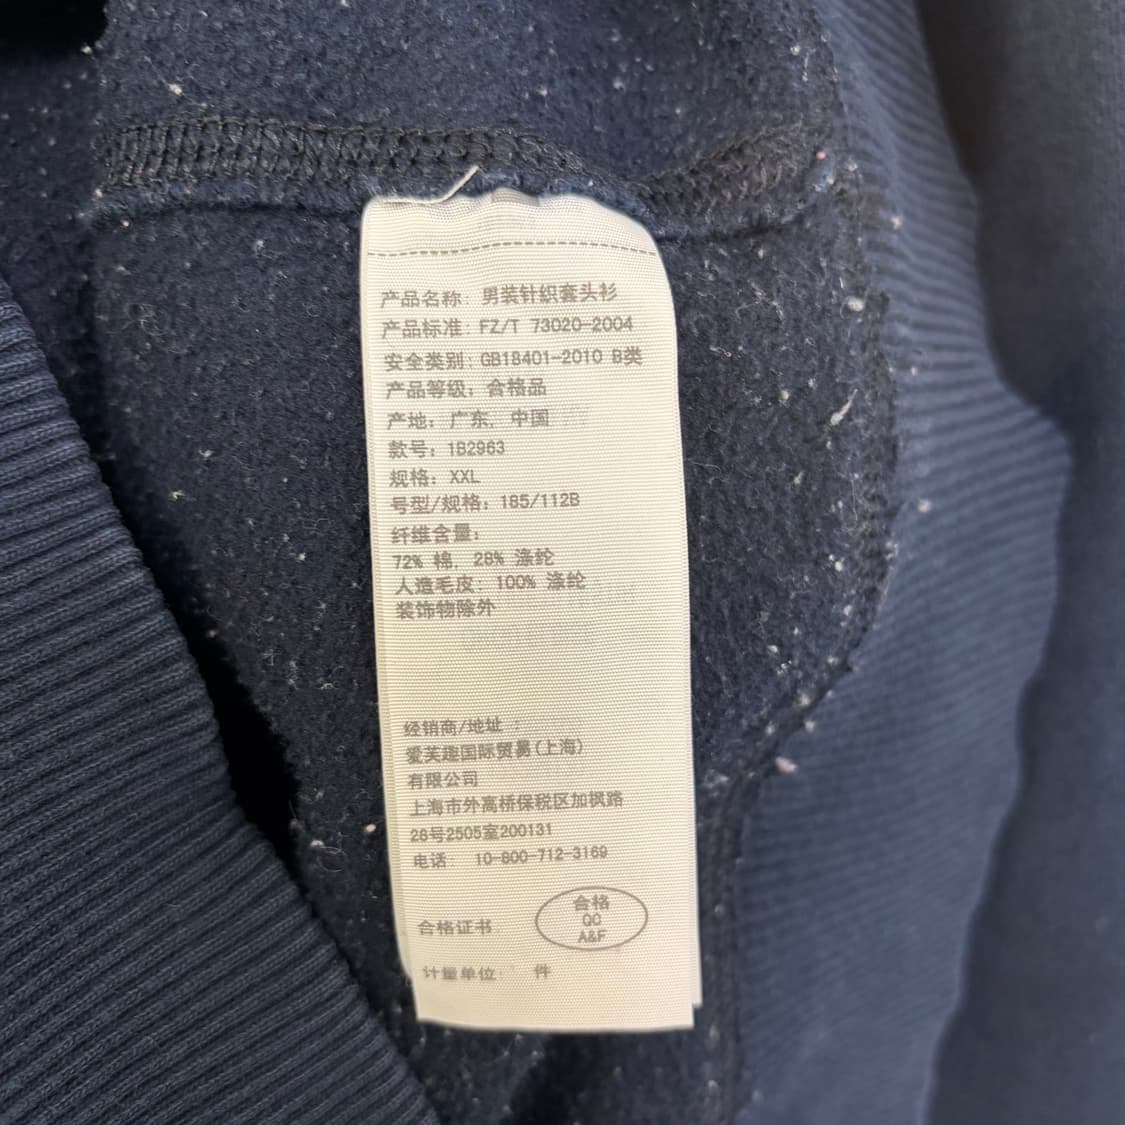 产品名称: 男装针织套头衫
产品标准: FZ/T 73020-2004
安全类别: GB18401-2010 B类
产品等级: 合格品
产地: 广东, 中国
款号: 1B2963
规格: XXL
号型/规格: 185/112B
纤维含量:
72% 棉, 28% 涤纶
人造毛皮: 100% 涤纶
装饰物除外
经销商/地址 :
爱芙趣国际贸易(上海)
有限公司
上海市外高桥保税区加枫路
26号2505室200131
电话: 10-800-712-3169
合格证书
合格
QC
A&F
计量单位: 件